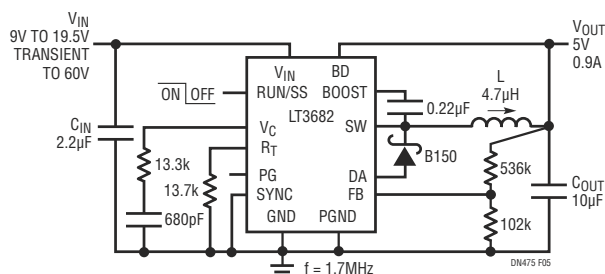 VIN
9V TO 19.5V
TRANSIENT
TO 60V
VOUT
5V
0.9A
VIN
BD
RUN/SS
BOOST
ON OFF
LT3682
0.22µF
L
4.7µH
CIN
2.2µF
VC
SW
RT
B150
13.3k
13.7k
PG
DA
536k
SYNC
FB
COUT
10µF
680pF
GND
PGND
102k
f = 1.7MHz
DN475 F05